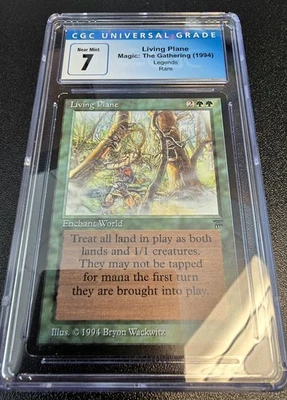 CGC UNIVERSAL GRADE
Near Mint
7
Living Plane
Magic: The Gathering (1994)
Legends
Rare
Living Plane 2
Enchant World
Treat all land in play as both
lands and 1/1 creatures.
They may not be tapped
for mana the first turn
they are brought into play.
Illus. © 1994 Bryon Wackwitz